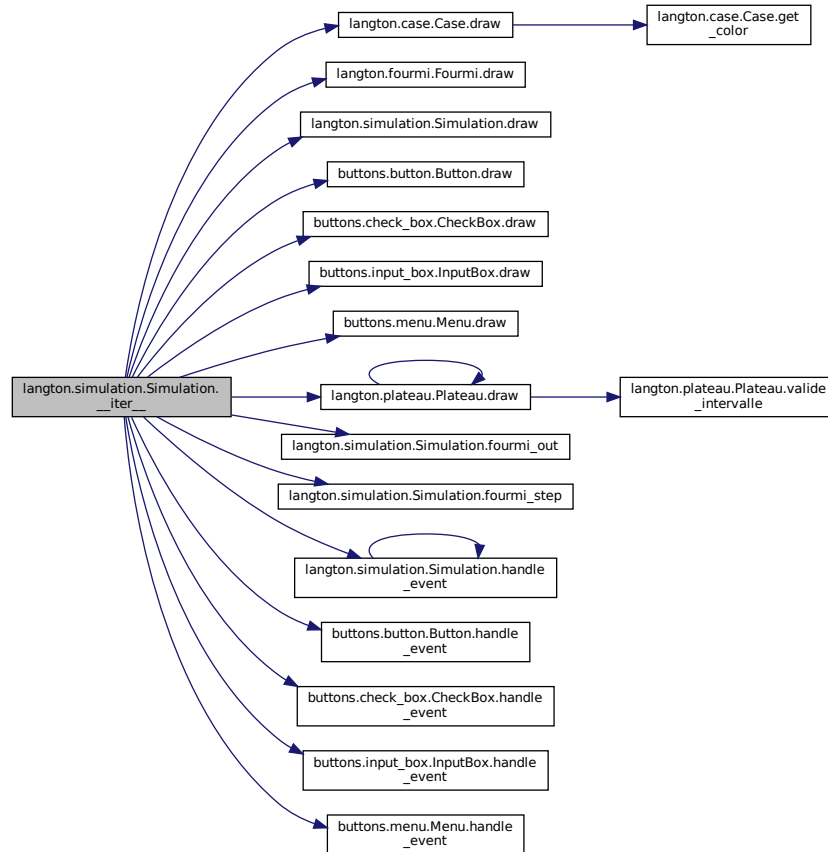 langton.case.Case.draw
langton.case.Case.get
_color
langton.fourmi.Fourmi.draw
langton.simulation.Simulation.draw
buttons.button.Button.draw
buttons.check_box.CheckBox.draw
buttons.input_box.InputBox.draw
buttons.menu.Menu.draw
langton.simulation.Simulation.
__iter__
langton.plateau.Plateau.draw
langton.plateau.Plateau.valide
_intervalle
langton.simulation.Simulation.fourmi_out
langton.simulation.Simulation.fourmi_step
langton.simulation.Simulation.handle
_event
buttons.button.Button.handle
_event
buttons.check_box.CheckBox.handle
_event
buttons.input_box.InputBox.handle
_event
buttons.menu.Menu.handle
_event